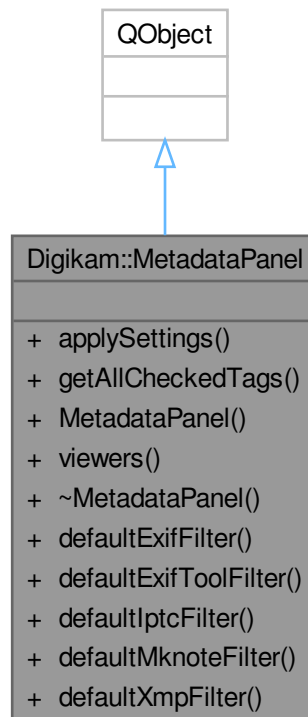 QObject
Digikam::MetadataPanel
+ applySettings()
+ getAllCheckedTags()
+ MetadataPanel()
+ viewers()
+ ~MetadataPanel()
+ defaultExifFilter()
+ defaultExifToolFilter()
+ defaultIptcFilter()
+ defaultMknoteFilter()
+ defaultXmpFilter()